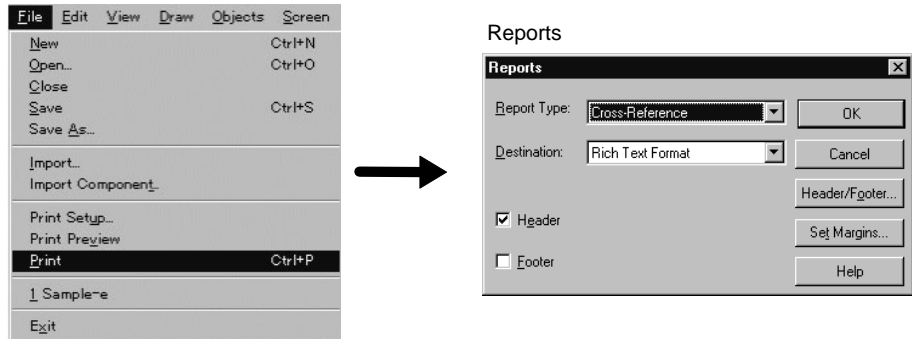 File Edit View Draw Objects Screen
New Ctrl+N
Open... Ctrl+O
Close
Save Ctrl+S
Save As...
Import...
Import Component...
Print Setup...
Print Preview
Print Ctrl+P
1 Sample-e
Exit
Reports
Reports
Report Type: Cross-Reference OK
Destination: Rich Text Format Cancel
Header/Footer...
Header
Set Margins...
Footer
Help